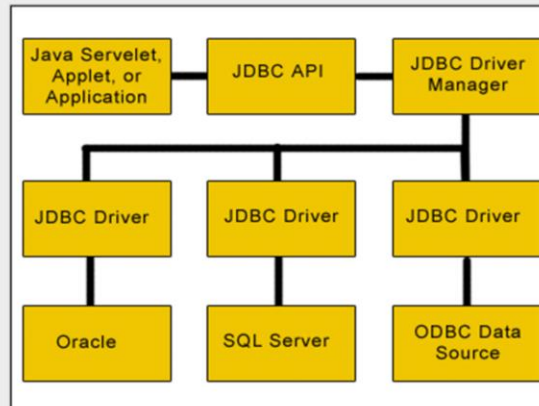 Java Servelet,
Applet, or
Application
JDBC API
JDBC Driver
Manager
JDBC Driver
JDBC Driver
JDBC Driver
Oracle
SQL Server
ODBC Data
Source